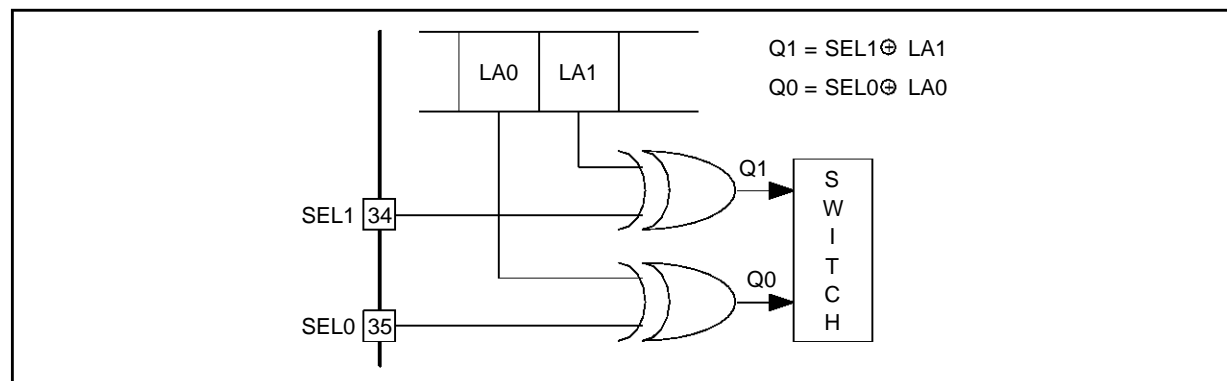 LA0 LA1
Q1 = SEL1⊕ LA1
Q0 = SEL0⊕ LA0
Q1
SEL1 34
Q0
SEL0 35
S
W
I
T
C
H